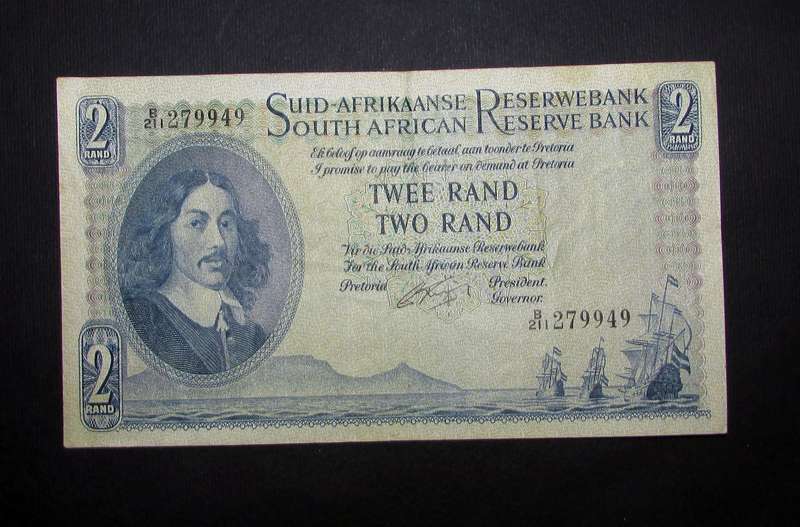 2 RAND
B/211 279949
SUID-AFRIKAANSE RESERWEBANK
SOUTH AFRICAN RESERVE BANK
2 RAND
Ek beloof op aanvraag te betaal aan toonder te Pretoria
I promise to pay the bearer on demand at Pretoria
TWEE RAND
TWO RAND
Vir die Suid-Afrikaanse Reserwebank
For the South African Reserve Bank
Pretoria President.
Governor.
B/211 279949
2 RAND